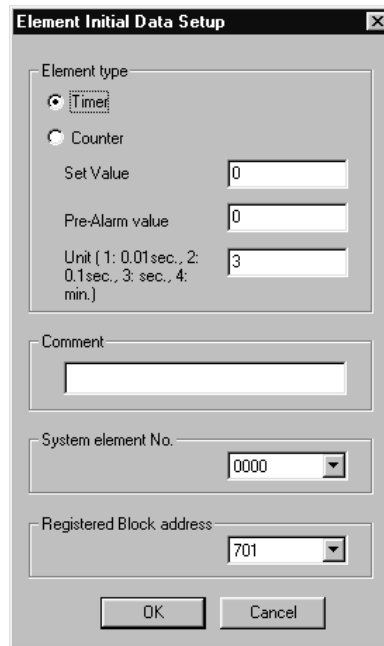 Element Initial Data Setup
Element type
Timer
Counter
Set Value 0
Pre-Alarm value 0
Unit ( 1: 0.01sec., 2: 3
0.1sec., 3: sec., 4:
min.)
Comment
System element No.
0000
Registered Block address
701
OK Cancel